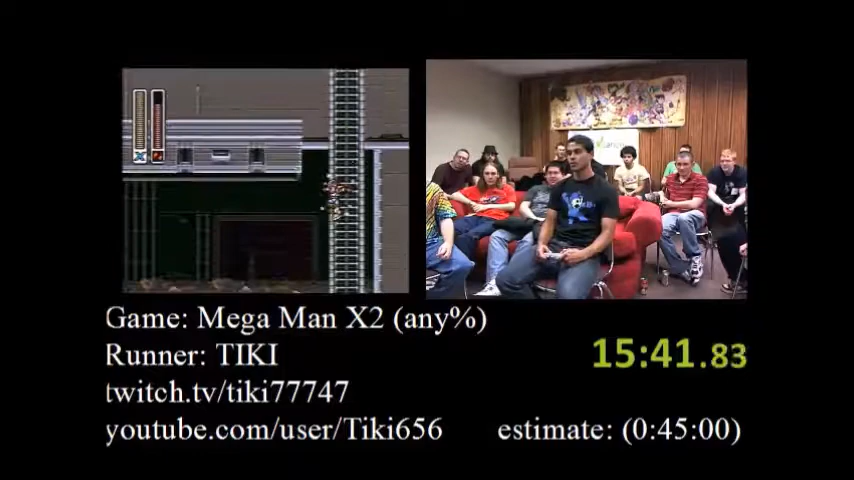 Game: Mega Man X2 (any%)
Runner: TIKI
15:41.83
twitch.tv/tiki77747
youtube.com/user/Tiki656
estimate: (0:45:00)